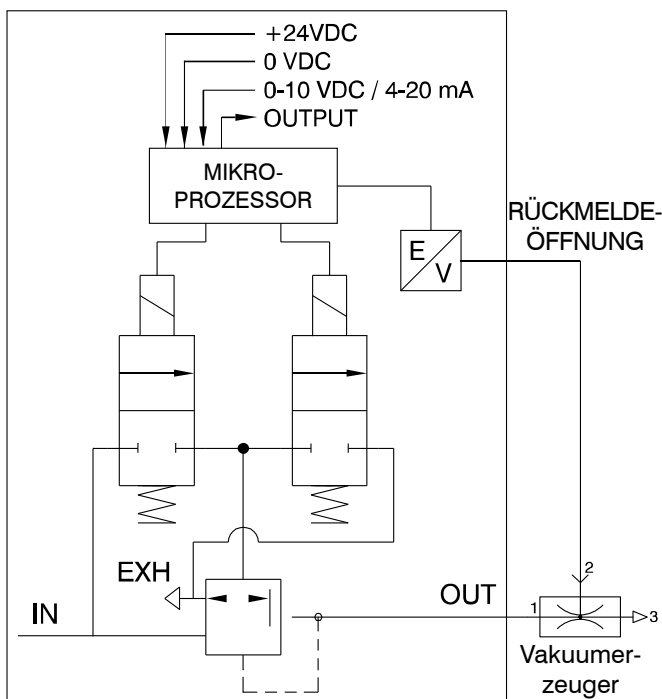 +24VDC
0 VDC
0-10 VDC / 4-20 mA
OUTPUT
MIKRO-
PROZESSOR
RÜCKMELDE-
ÖFFNUNG
E
V
2
EXH
IN
OUT
1
3
Vakuumer-
zeuger